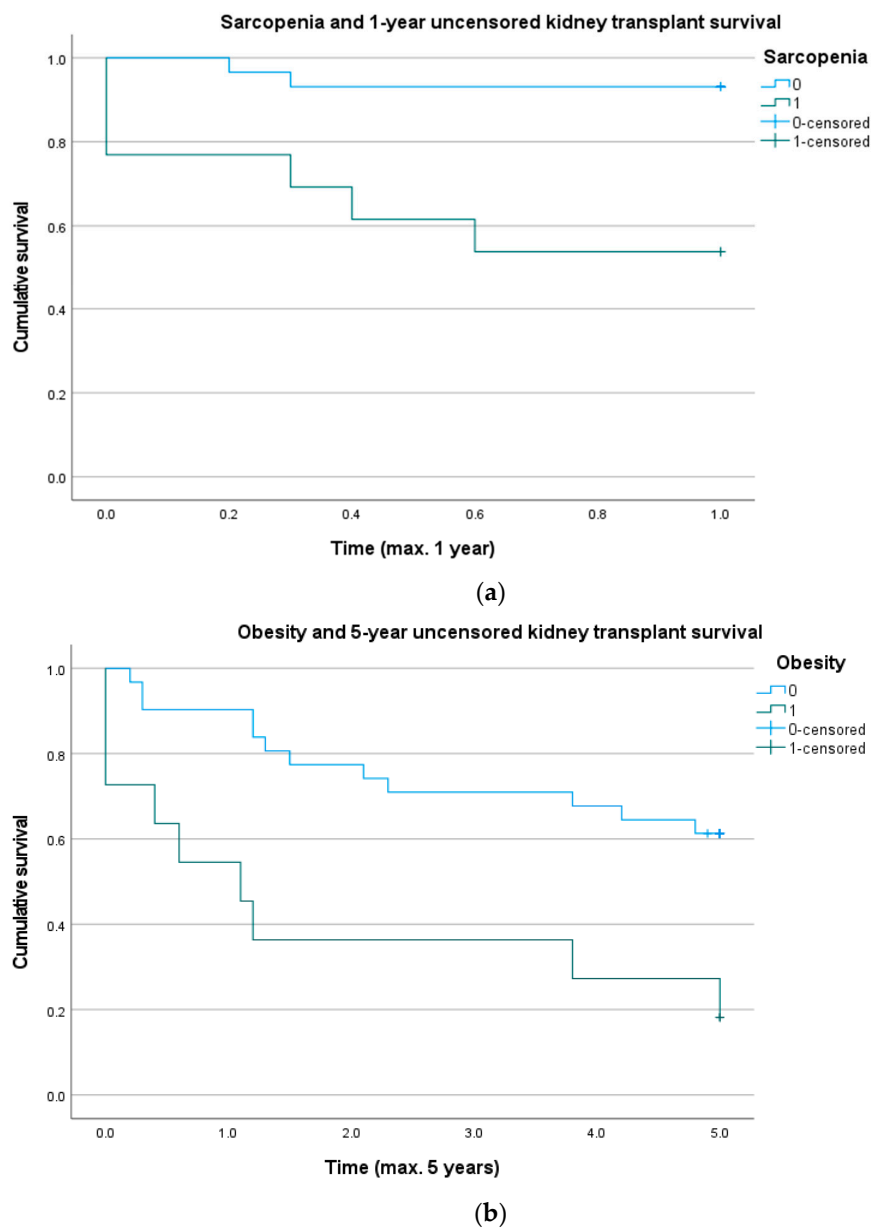 Sarcopenia and 1-year uncensored kidney transplant survival
Sarcopenia
0
1
0-censored
1-censored
Cumulative survival
1.0
0.8
0.6
0.4
0.2
0.0
0.0 0.2 0.4 0.6 0.8 1.0
Time (max. 1 year)
(a)
Obesity and 5-year uncensored kidney transplant survival
Obesity
0
1
0-censored
1-censored
Cumulative survival
1.0
0.8
0.6
0.4
0.2
0.0
0.0 1.0 2.0 3.0 4.0 5.0
Time (max. 5 years)
(b)